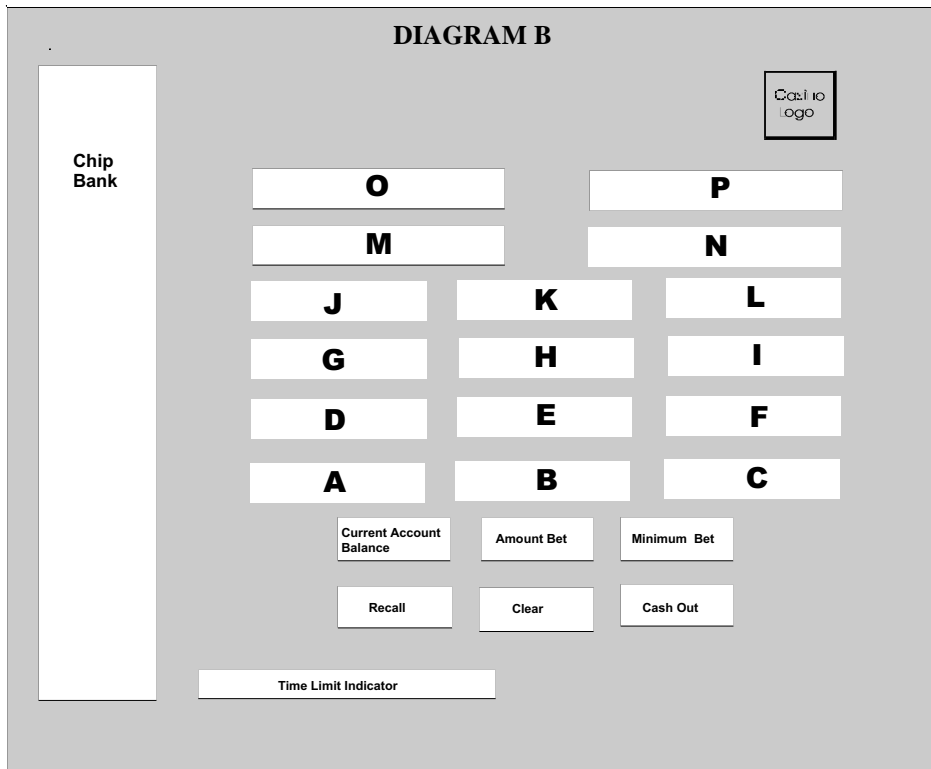 DIAGRAM B
Casino
Logo
Chip
Bank
O
P
M
N
J
K
L
G
H
I
D
E
F
A
B
C
Current Account
Balance
Amount Bet
Minimum Bet
Recall
Clear
Cash Out
Time Limit Indicator